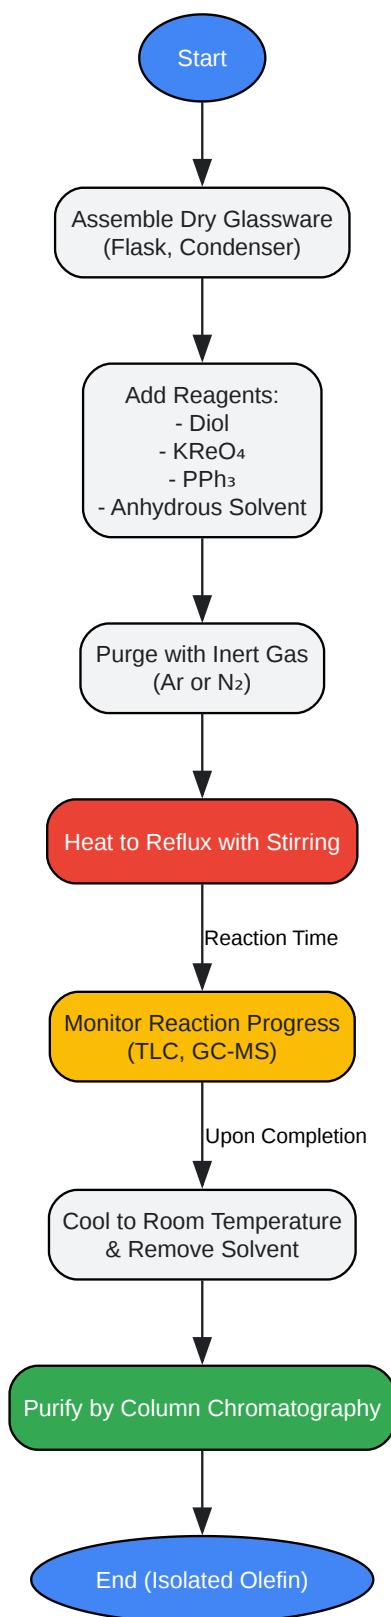 Start
Assemble Dry Glassware
(Flask, Condenser)
Add Reagents:
- Diol
- KReO₄
- PPh₃
- Anhydrous Solvent
Purge with Inert Gas
(Ar or N₂)
Heat to Reflux with Stirring
Reaction Time
Monitor Reaction Progress
(TLC, GC-MS)
Upon Completion
Cool to Room Temperature
& Remove Solvent
Purify by Column Chromatography
End (Isolated Olefin)